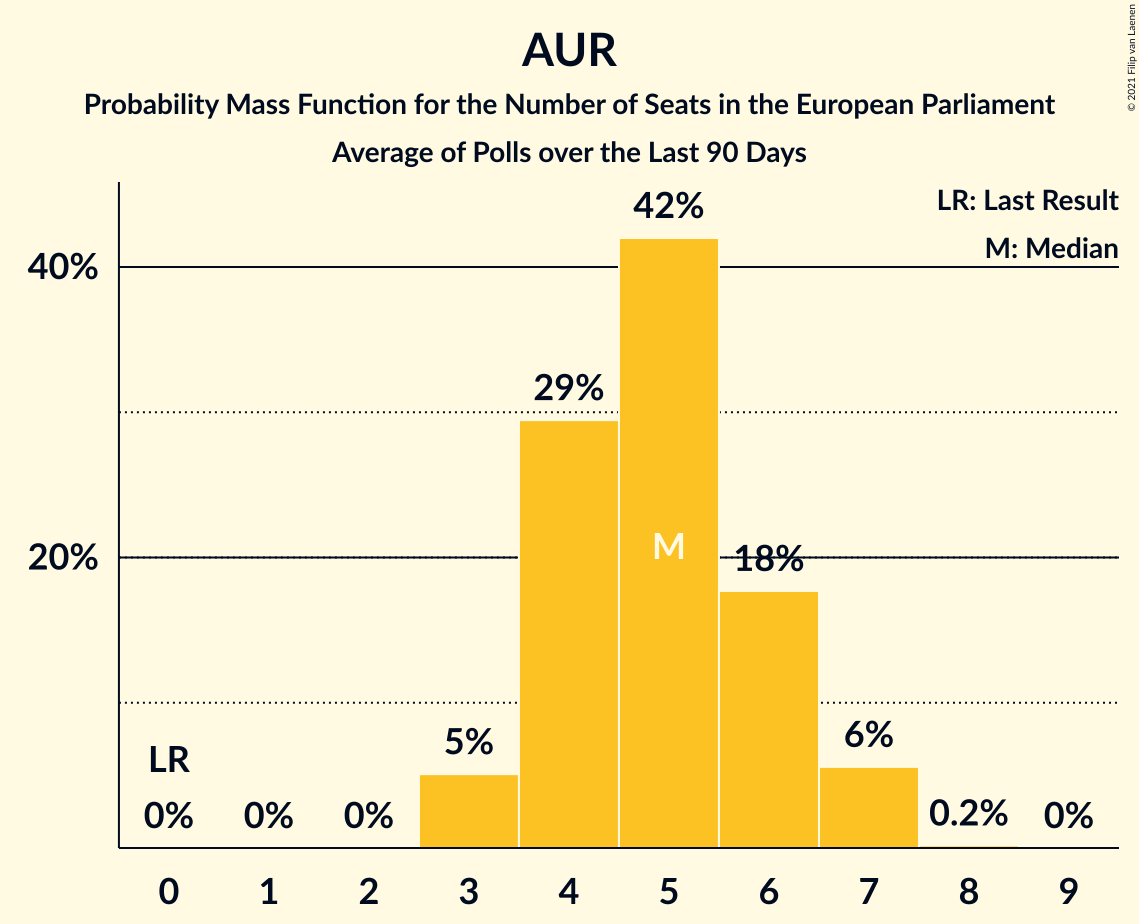 AUR
Probability Mass Function for the Number of Seats in the European Parliament
Average of Polls over the Last 90 Days
© 2021 Filip van Laenen
LR: Last Result
M: Median
40%
20%
42%
29%
M
18%
5%
6%
LR
0%
0%
0%
0.2%
0%
0
1
2
3
4
5
6
7
8
9